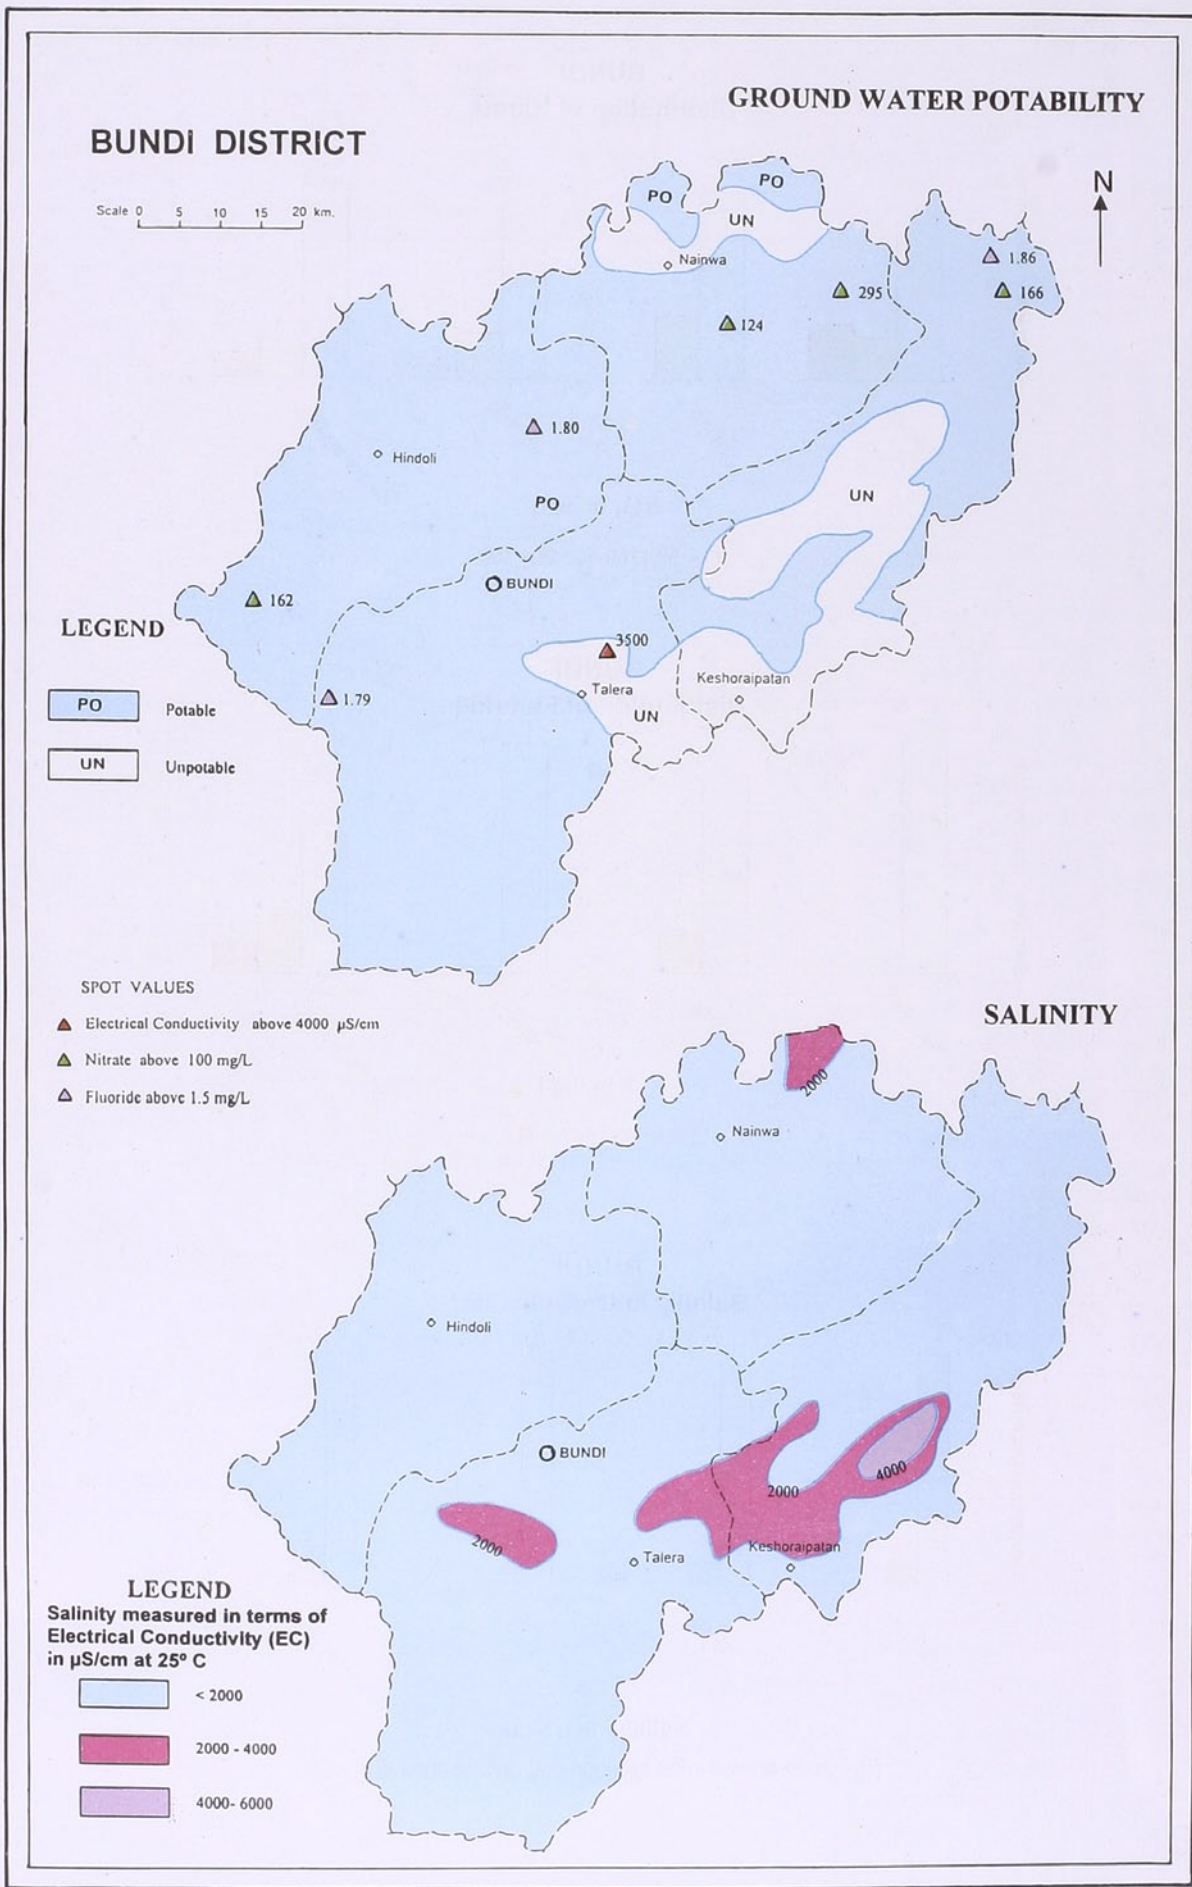 GROUND WATER POTABILITY
BUNDI DISTRICT
Scale 0 5 10 15 20 km.
N
PO
PO
UN
Nainwa
1.86
295
166
124
1.80
Hindoli
UN
PO
BUNDI
162
LEGEND
3500
Keshoraipatan
Talera
1.79
PO Potable
UN
UN Unpotable
SPOT VALUES
Electrical Conductivity above 4000 µS/cm
Nitrate above 100 mg/L
Fluoride above 1.5 mg/L
SALINITY
2000
Nainwa
Hindoli
BUNDI
4000
2000
2000
Keshoraipatan
Talera
LEGEND
Salinity measured in terms of
Electrical Conductivity (EC)
in µS/cm at 25º C
< 2000
2000 - 4000
4000- 6000